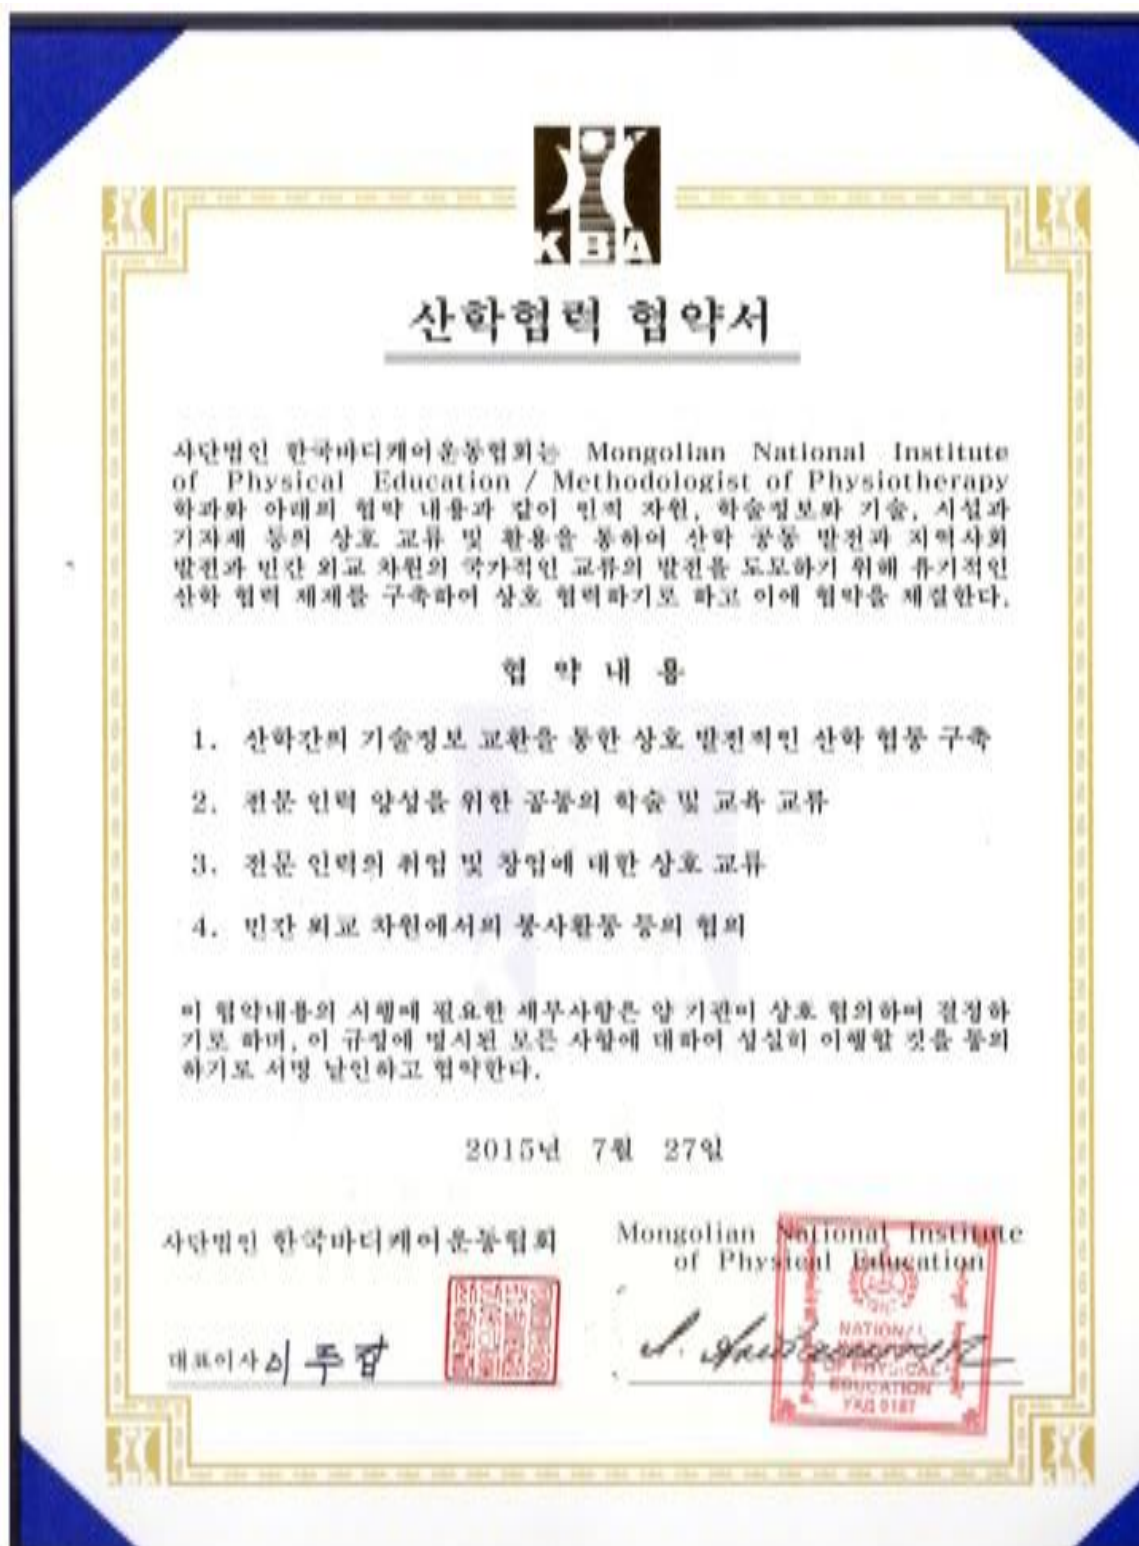 KBA
산학협력 협약서
사단법인 한국바디케어운동협회는 Mongolian National Institute
of Physical Education / Methodologist of Physiotherapy
학과와 아래의 협약 내용과 같이 인적 자원, 학술정보와 기술, 시설과
기자재 등의 상호 교류 및 활용을 통하여 산학 공동 발전과 지역사회
발전과 민간 외교 차원의 국가적인 교류의 발전을 도모하기 위해 유기적인
산학 협력 체제를 구축하여 상호 협력하기로 하고 이에 협약을 체결한다.
협 약 내 용
1. 산학간의 기술정보 교환을 통한 상호 발전적인 산학 협동 구축
2. 전문 인력 양성을 위한 공동의 학술 및 교육 교류
3. 전문 인력의 취업 및 창업에 대한 상호 교류
4. 민간 외교 차원에서의 봉사활동 등의 협의
이 협약내용의 시행에 필요한 세부사항은 양 기관이 상호 협의하여 결정하
기로 하며, 이 규정에 명시된 모든 사항에 대하여 성실히 이행할 것을 동의
하기로 서명 날인하고 협약한다.
2015년 7월 27일
사단법인 한국바디케어운동협회
대표이사
Mongolian National Institute
of Physical Education
NATIONAL
OF PHYSICAL
EDUCATION